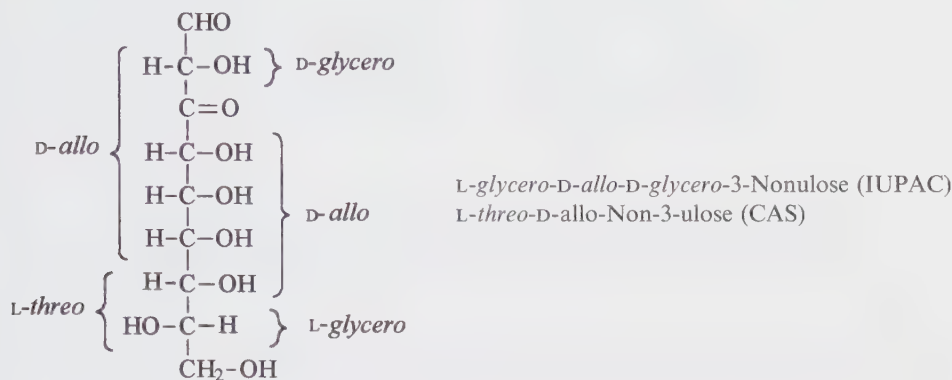 CHO
H-C-OH } D-glycero
C=O
D-allo { H-C-OH
H-C-OH } D-allo
H-C-OH
H-C-OH
L-threo { HO-C-H } L-glycero
CH2-OH
L-glycero-D-allo-D-glycero-3-Nonulose (IUPAC)
L-threo-D-allo-Non-3-ulose (CAS)